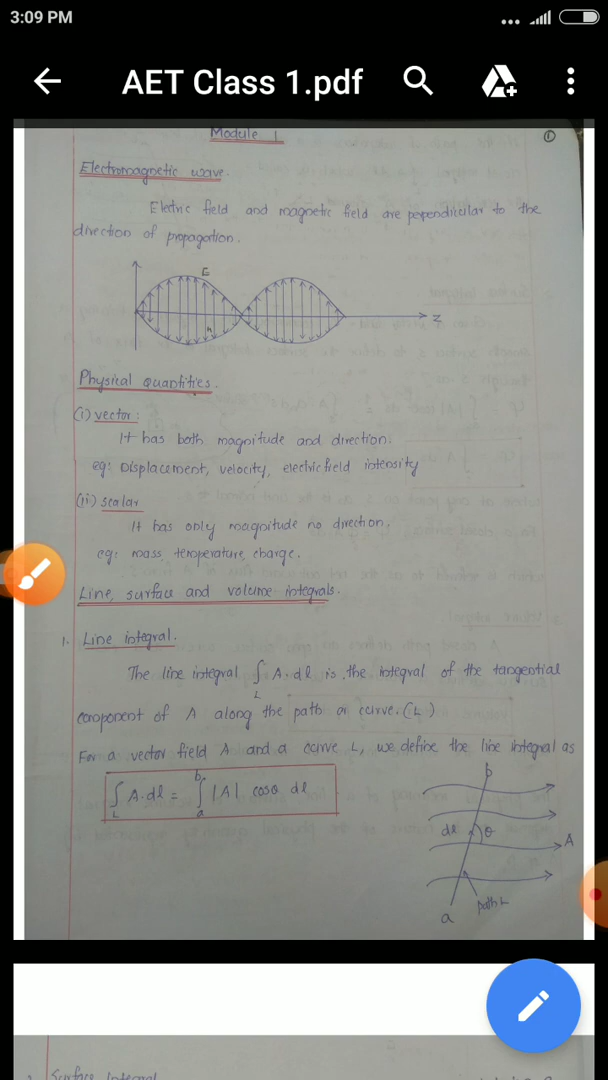 3:09 PM
AET Class 1.pdf
Module 1
①
Electromagnetic wave.
Electric field and magnetic field are perpendicular to the
direction of propagation.
E
z
H
Physical quantities.
(i) vector:
It has both magnitude and direction.
eg: Displacement, velocity, electric field intensity
(ii) scalar
It has only magnitude no direction.
eg: mass, temperature, charge.
Line, surface and volume integrals.
1. Line integral.
The line integral ∫L A.dl is the integral of the tangential
component of A along the path or curve. (L)
For a vector field A and a curve L, we define the line integral as
∫L A.dl = ∫a b |A| cosθ dl
b
dl θ
A
path L
a
Surface Integral